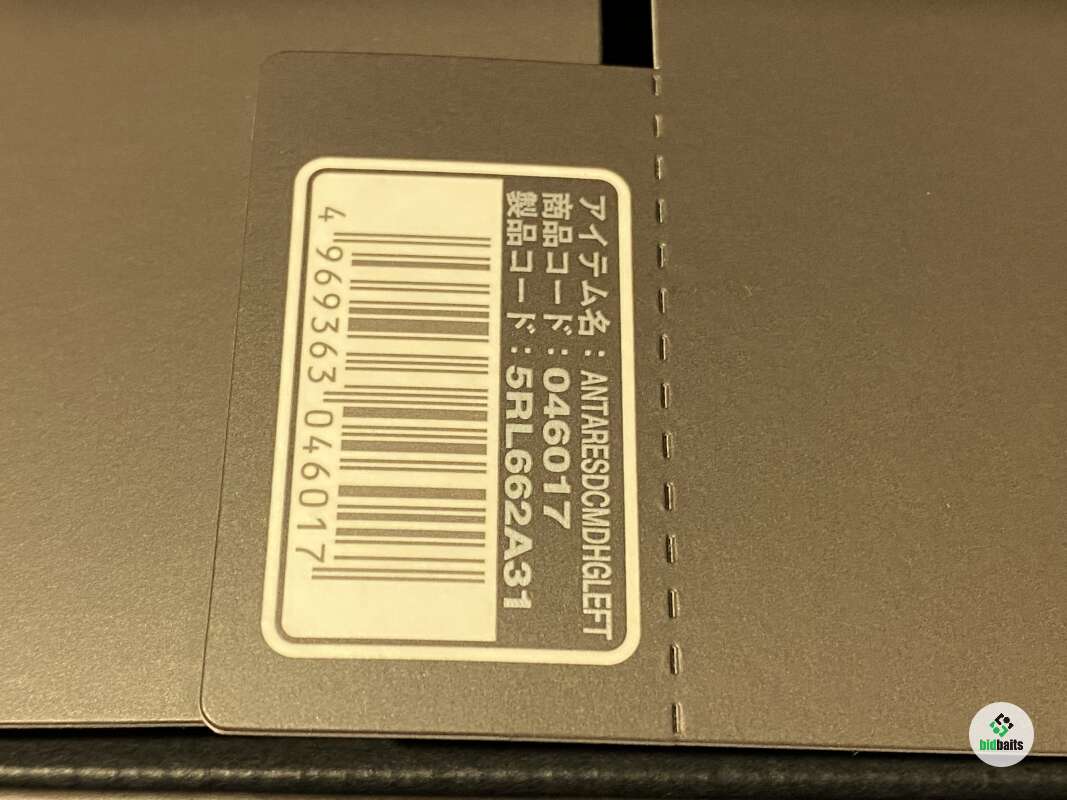 アイテム名：ANTARESDCMDHGLEFT
商品コード：046017
製品コード：5RL662A31
4 969363 046017
bidbaits